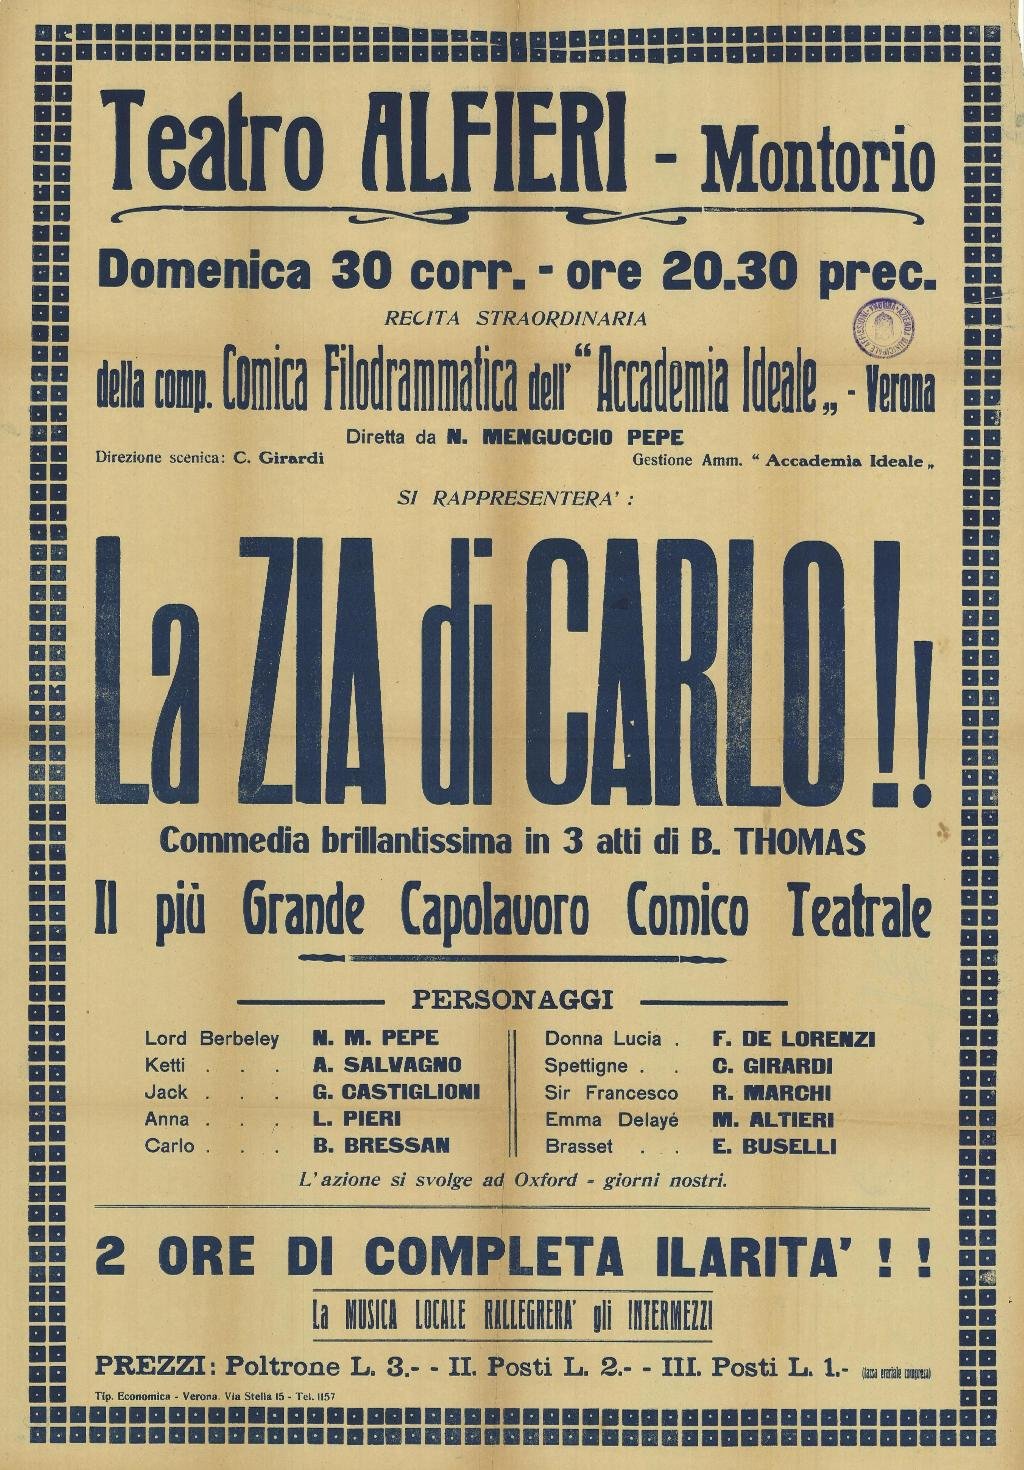 Teatro ALFIERI - Montorio
Domenica 30 corr. - ore 20.30 prec.
RECITA STRAORDINARIA
della comp. Comica Filodrammatica dell' “ Accademia Ideale „ - Verona
Diretta da N. MENGUCCIO PEPE
Direzione scenica: C. Girardi
Gestione Amm. “ Accademia Ideale „
SI RAPPRESENTERA' :
La ZIA di CARLO !!
Commedia brillantissima in 3 atti di B. THOMAS
Il più Grande Capolavoro Comico Teatrale
PERSONAGGI
Lord Berbeley N. M. PEPE
Ketti . . . A. SALVAGNO
Jack . . . G. CASTIGLIONI
Anna . . . L. PIERI
Carlo . . . B. BRESSAN
Donna Lucia . F. DE LORENZI
Spettigne . . C. GIRARDI
Sir Francesco R. MARCHI
Emma Delayé M. ALTIERI
Brasset . . E. BUSELLI
L'azione si svolge ad Oxford - giorni nostri.
2 ORE DI COMPLETA ILARITA' ! !
La MUSICA LOCALE RALLEGRERA' gli INTERMEZZI
PREZZI: Poltrone L. 3.- - II. Posti L. 2.- - III. Posti L. 1.- (tassa erariale compresa)
Tip. Economica - Verona. Via Stella 15 - Tel. 1157